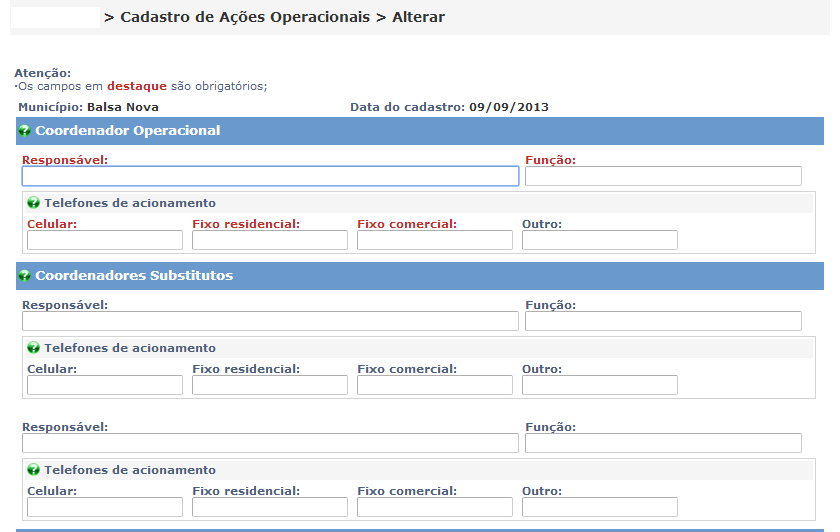 > Cadastro de Ações Operacionais > Alterar
Atenção:
·Os campos em destaque são obrigatórios;
Município: Balsa Nova Data do cadastro: 09/09/2013
Coordenador Operacional
Responsável: Função:
Telefones de acionamento
Celular: Fixo residencial: Fixo comercial: Outro:
Coordenadores Substitutos
Responsável: Função:
Telefones de acionamento
Celular: Fixo residencial: Fixo comercial: Outro:
Responsável: Função:
Telefones de acionamento
Celular: Fixo residencial: Fixo comercial: Outro: